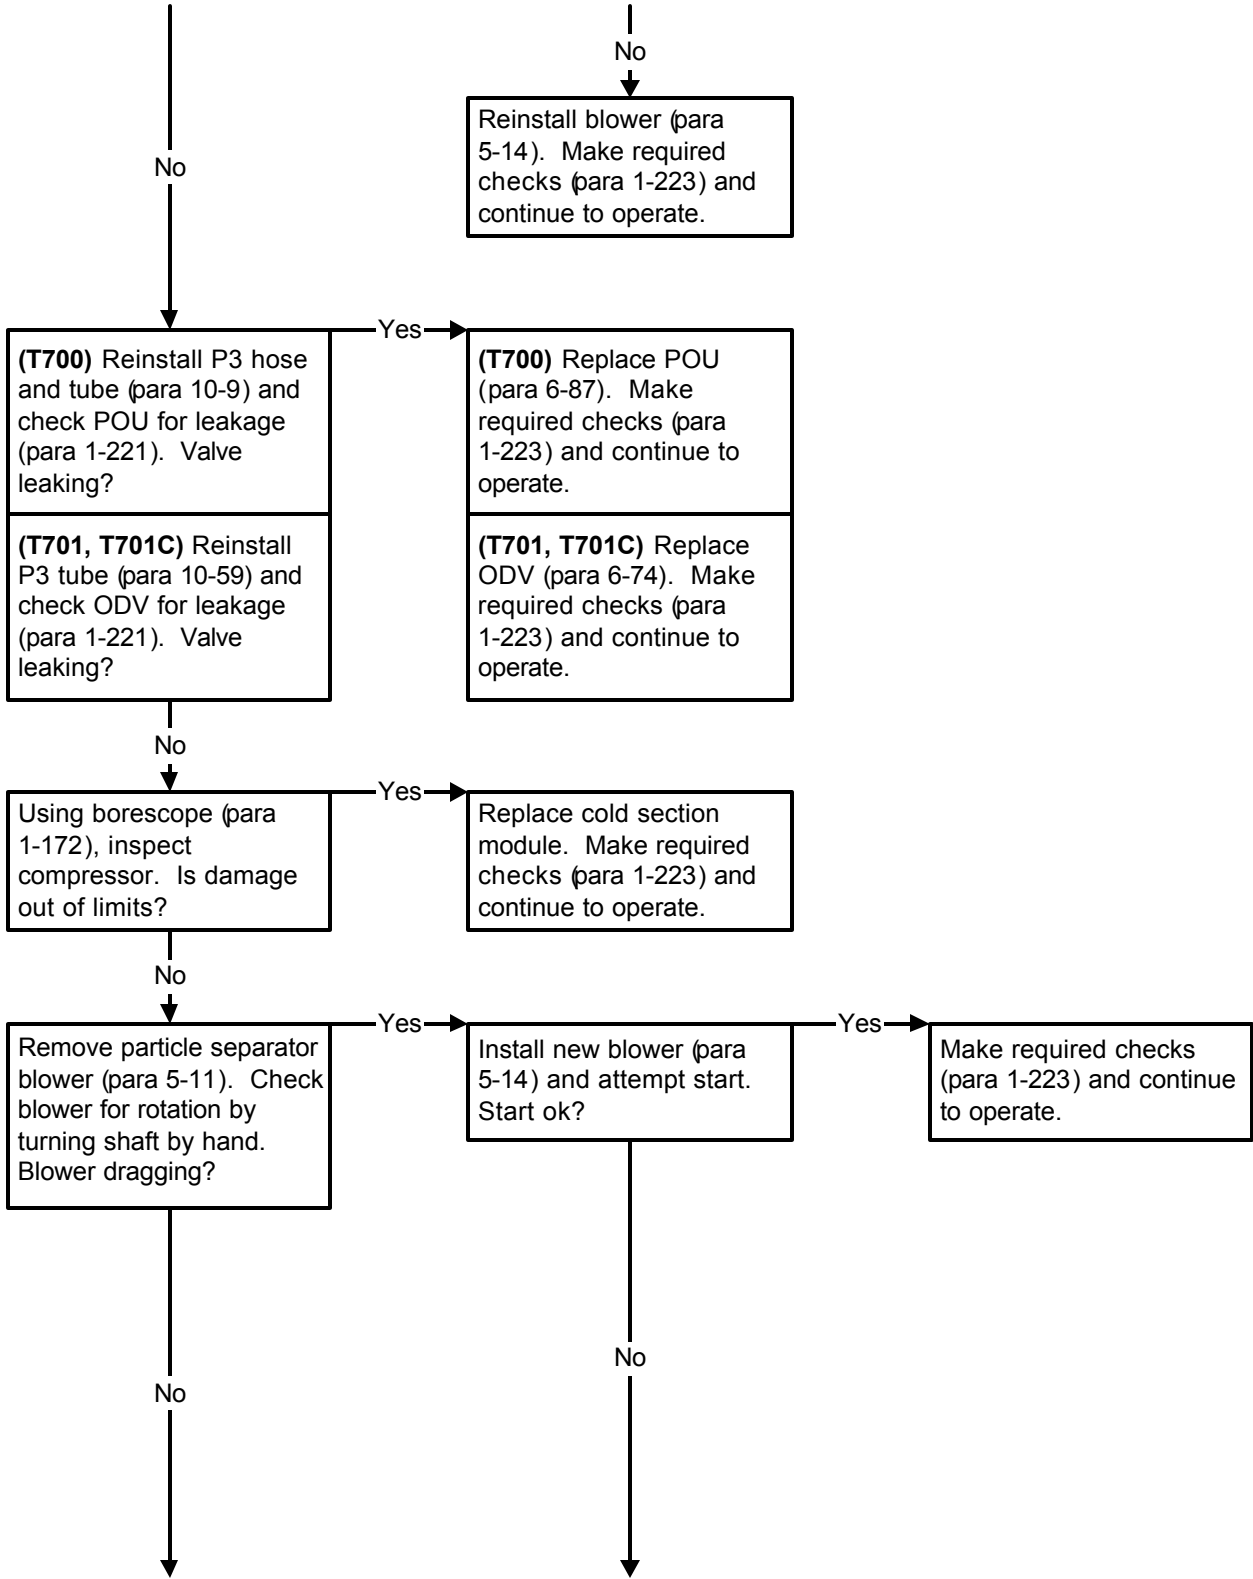 No
Reinstall blower (para
5-14). Make required
checks (para 1-223) and
continue to operate.
No
(T700) Reinstall P3 hose
and tube (para 10-9) and
check POU for leakage
(para 1-221). Valve
leaking?
Yes
(T700) Replace POU
(para 6-87). Make
required checks (para
1-223) and continue to
operate.
(T701, T701C) Reinstall
P3 tube (para 10-59) and
check ODV for leakage
(para 1-221). Valve
leaking?
(T701, T701C) Replace
ODV (para 6-74). Make
required checks (para
1-223) and continue to
operate.
No
Using borescope (para
1-172), inspect
compressor. Is damage
out of limits?
Yes
Replace cold section
module. Make required
checks (para 1-223) and
continue to operate.
No
Remove particle separator
blower (para 5-11). Check
blower for rotation by
turning shaft by hand.
Blower dragging?
Yes
Install new blower (para
5-14) and attempt start.
Start ok?
Yes
Make required checks
(para 1-223) and continue
to operate.
No
No